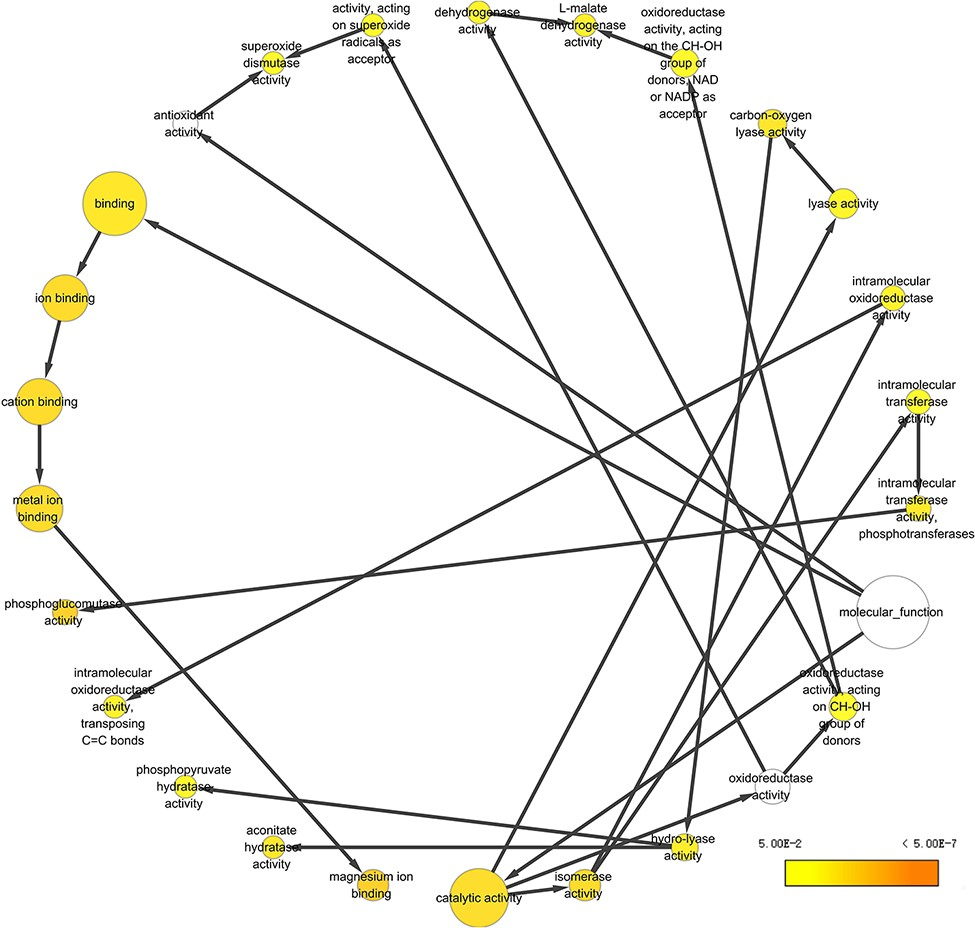 activity, acting
on superoxide
radicals as
acceptor
dehydrogenase
activity
L-malate
dehydrogenase
activity
oxidoreductase
activity, acting
on the CH-OH
group of
donors, NAD
or NADP as
acceptor
superoxide
dismutase
activity
antioxidant
activity
carbon-oxygen
lyase activity
binding
lyase activity
ion binding
intramolecular
oxidoreductase
activity
cation binding
intramolecular
transferase
activity
metal ion
binding
intramolecular
transferase
activity,
phosphotransferases
phosphoglucomutase
activity
molecular_function
intramolecular
oxidoreductase
activity,
transposing
C=C bonds
oxidoreductase
activity, acting
on CH-OH
group of
donors
phosphopyruvate
hydratase
activity
oxidoreductase
activity
aconitate
hydratase
activity
hydro-lyase
activity
magnesium ion
binding
catalytic activity
isomerase
activity
5.00E-2
< 5.00E-7